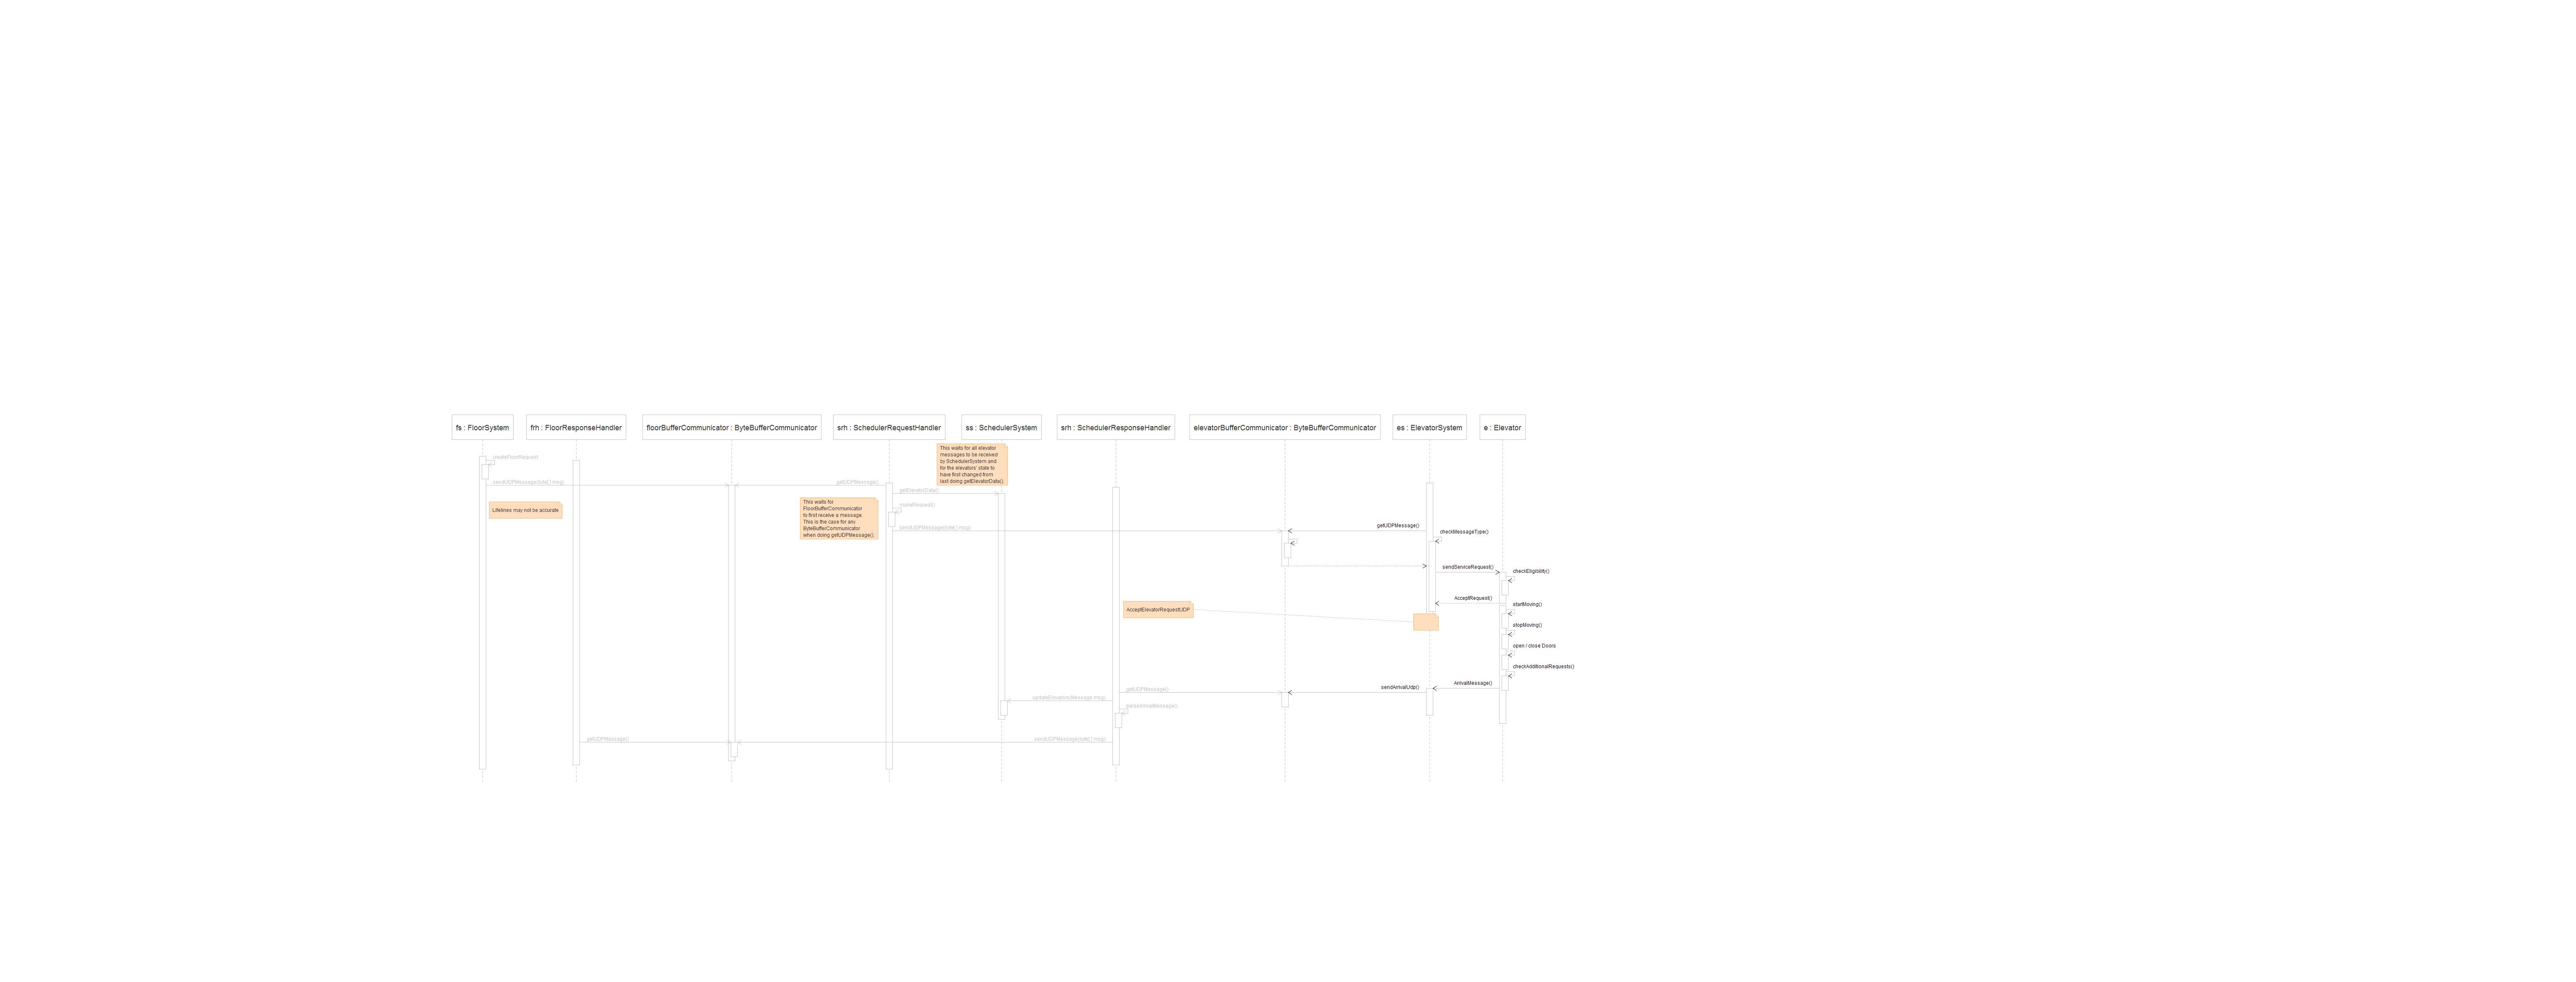 fs : FloorSystem
frh : FloorResponseHandler
floorBufferCommunicator : ByteBufferCommunicator
srh : SchedulerRequestHandler
ss : SchedulerSystem
srh : SchedulerResponseHandler
elevatorBufferCommunicator : ByteBufferCommunicator
es : ElevatorSystem
e : Elevator
This waits for all elevator
messages to be received
by SchedulerSystem and
for the elevators' state to
have first changed from
last doing getElevatorData().
createFloorRequest
sendUDPMessage(byte[] msg)
getUDPMessage()
getElevatorData()
This waits for
FloorBufferCommunicator
to first receive a message.
This is the case for any
ByteBufferCommunicator
when doing getUDPMessage().
makeRequest()
Lifelines may not be accurate
sendUDPMessage(byte[] msg)
getUDPMessage()
checkMessageType()
sendServiceRequest()
checkEligibility()
AcceptRequest()
startMoving()
AcceptElevatorRequestUDP
stopMoving()
open / close Doors
checkAdditionalRequests()
ArrivalMessage()
getUDPMessage()
sendArrivalUdp()
updateElevators(Message msg)
parseArrivalMessage()
getUDPMessage()
sendUDPMessage(byte[] msg)